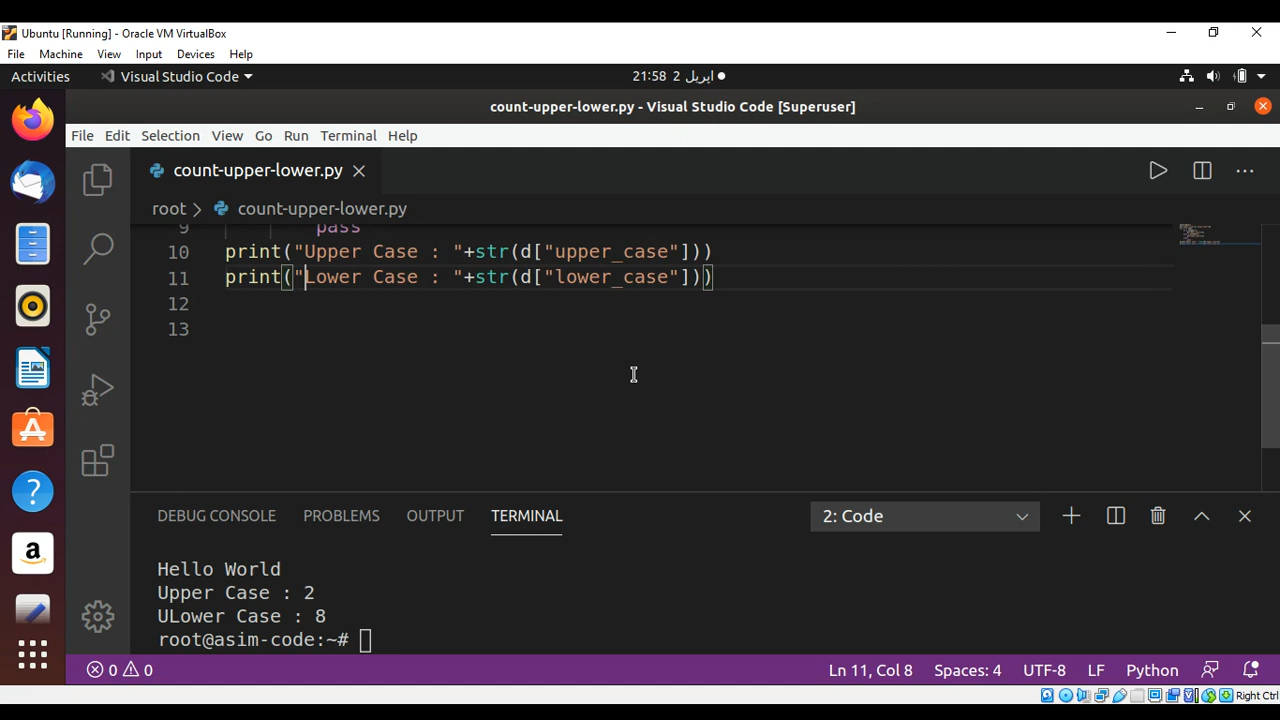 Ubuntu [Running] - Oracle VM VirtualBox
File Machine View Input Devices Help
Activities Visual Studio Code 21:58 2 اپریل
count-upper-lower.py - Visual Studio Code [Superuser]
File Edit Selection View Go Run Terminal Help
count-upper-lower.py
root > count-upper-lower.py
9 pass
10 print("Upper Case : "+str(d["upper_case"]))
11 print("Lower Case : "+str(d["lower_case"]))
12
13
DEBUG CONSOLE PROBLEMS OUTPUT TERMINAL 2: Code
Hello World
Upper Case : 2
ULower Case : 8
root@asim-code:~#
0 0 Ln 11, Col 8 Spaces: 4 UTF-8 LF Python
Right Ctrl